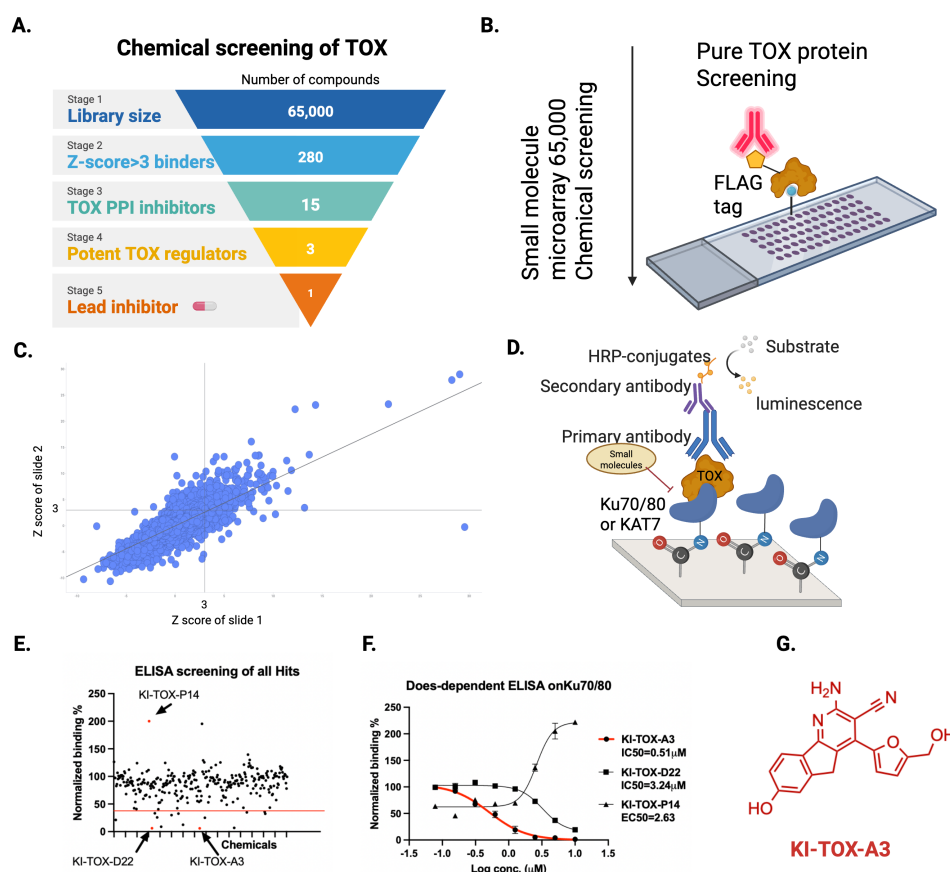 A.
Chemical screening of TOX
Number of compounds
Stage 1
Library size
65,000
Stage 2
Z-score>3 binders
280
Stage 3
TOX PPI inhibitors
15
Stage 4
Potent TOX regulators
3
Stage 5
Lead inhibitor
1
B.
Small molecule
microarray 65,000
Chemical screening
Pure TOX protein
Screening
FLAG
tag
C.
Z score of slide 2
3
3
Z score of slide 1
D.
HRP-conjugates
Substrate
Secondary antibody
luminescence
Primary antibody
Small
molecules
TOX
Ku70/80
or KAT7
O
C
N
O
C
N
O
C
N
E.
ELISA screening of all Hits
Normalized binding %
250
200
150
100
50
0
KI-TOX-P14
Chemicals
KI-TOX-D22
KI-TOX-A3
F.
Does-dependent ELISA onKu70/80
Normalized binding %
250
200
150
100
50
0
-1.5
-1.0
-0.5
0.0
0.5
1.0
1.5
Log conc. (μM)
KI-TOX-A3
IC50=0.51μM
KI-TOX-D22
IC50=3.24μM
KI-TOX-P14
EC50=2.63
G.
H₂N
N
N
O
OH
HO
KI-TOX-A3